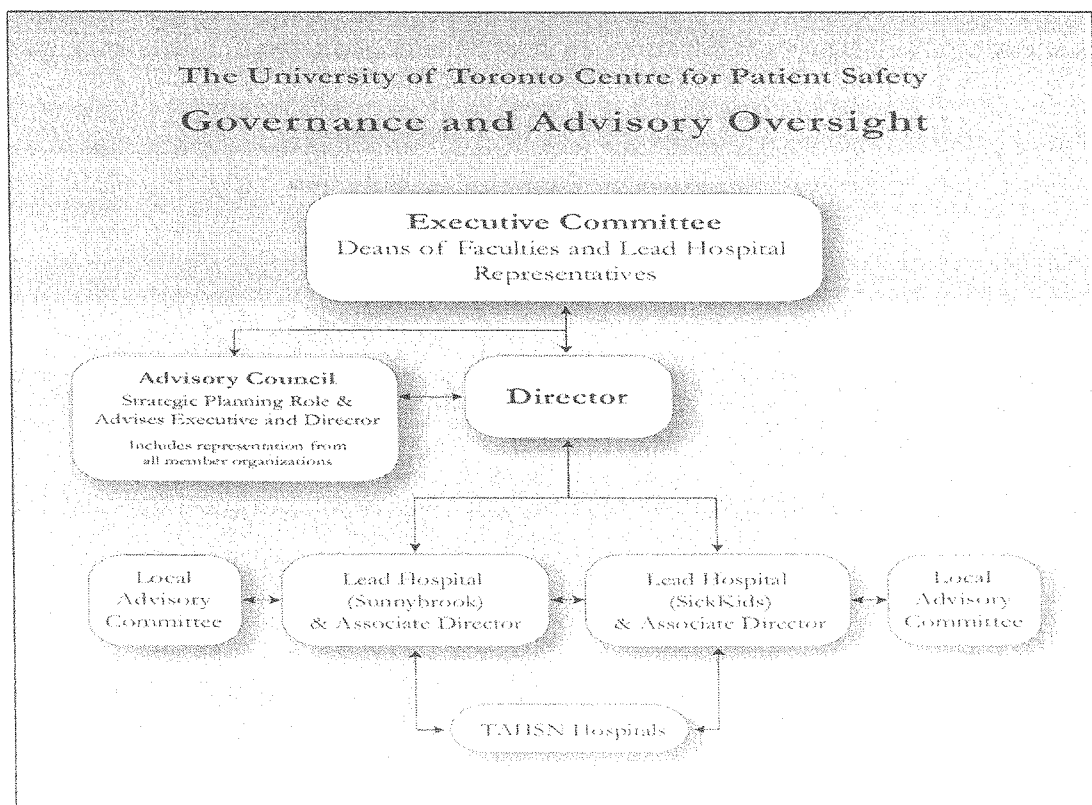 The University of Toronto Centre for Patient Safety
Governance and Advisory Oversight
Executive Committee
Deans of Faculties and Lead Hospital
Representatives
Advisory Council
Strategic Planning Role &
Advises Executive and Director
Includes representation from
all member organizations
Director
Local
Advisory
Committee
Lead Hospital
(Sunnybrook)
& Associate Director
Lead Hospital
(SickKids)
& Associate Director
Local
Advisory
Committee
TAHSN Hospitals